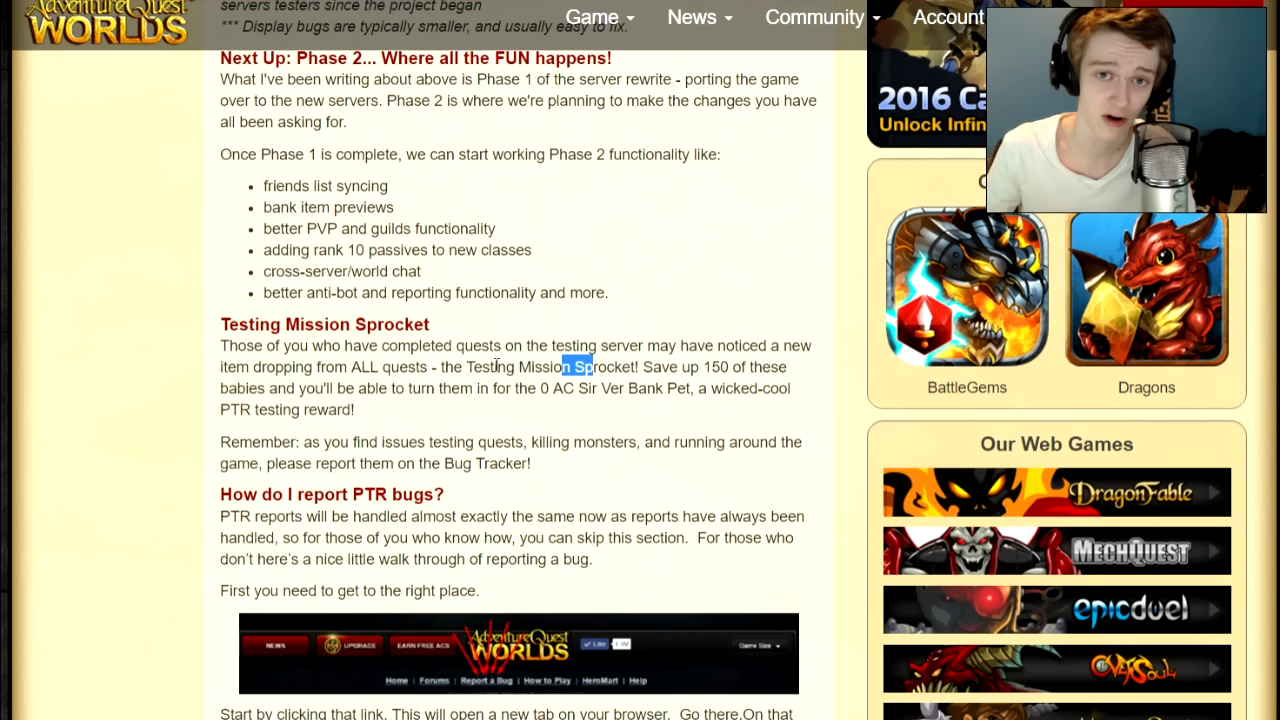 AdventureQuest
WORLDS
Game
News
Community
Account
servers testers since the project began
*** Display bugs are typically smaller, and usually easy to fix.
Next Up: Phase 2... Where all the FUN happens!
What I've been writing about above is Phase 1 of the server rewrite - porting the game
over to the new servers. Phase 2 is where we're planning to make the changes you have
all been asking for.
Once Phase 1 is complete, we can start working Phase 2 functionality like:
• friends list syncing
• bank item previews
• better PVP and guilds functionality
• adding rank 10 passives to new classes
• cross-server/world chat
• better anti-bot and reporting functionality and more.
Testing Mission Sprocket
Those of you who have completed quests on the testing server may have noticed a new
item dropping from ALL quests - the Testing Mission Sprocket! Save up 150 of these
babies and you'll be able to turn them in for the 0 AC Sir Ver Bank Pet, a wicked-cool
PTR testing reward!
Remember: as you find issues testing quests, killing monsters, and running around the
game, please report them on the Bug Tracker!
How do I report PTR bugs?
PTR reports will be handled almost exactly the same now as reports have always been
handled, so for those of you who know how, you can skip this section.  For those who
don't here's a nice little walk through of reporting a bug.
First you need to get to the right place.
NEWS
UPGRADE
EARN FREE ACS
AdventureQuest
WORLDS
Like
Game Size
Home
Forums
Report a Bug
How to Play
HeroMart
Help
Start by clicking that link. This will open a new tab on your browser.  Go there.On that
2016 Ca
Unlock Infin
BattleGems
Dragons
Our Web Games
DragonFable
MECHQUEST
epicduel
OVERSOUL